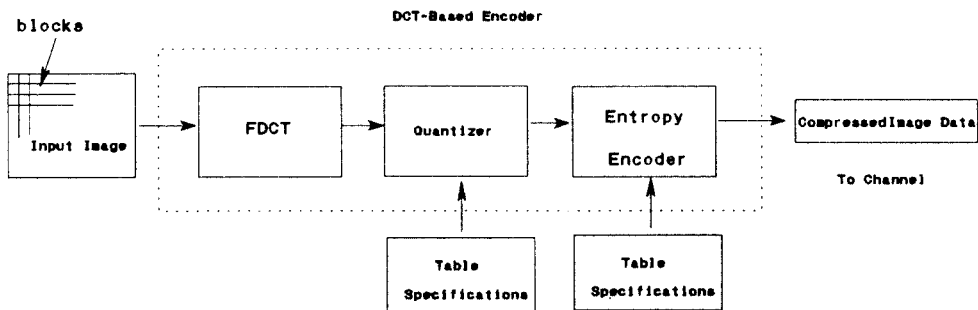 DCT-Based Encoder
blocks
Input Image
FDCT
Quantizer
Entropy
Encoder
CompressedImage Data
To Channel
Table
Specifications
Table
Specifications